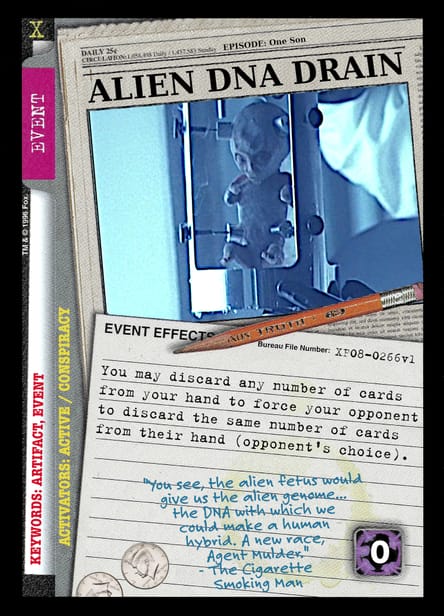 X
EVENT
TM & © 1996 Fox.
KEYWORDS: ARTIFACT, EVENT
ACTIVATORS: ACTIVE / CONSPIRACY
DAILY 25¢
EPISODE: One Son
ALIEN DNA DRAIN
EVENT EFFECTS
Bureau File Number: XF08-0266v1
You may discard any number of cards
from your hand to force your opponent
to discard the same number of cards
from their hand (opponent's choice).
"You see, the alien fetus would
give us the alien genome...
the DNA with which we
could make a human
hybrid. A new race,
Agent Mulder."
- The Cigarette
Smoking Man
0